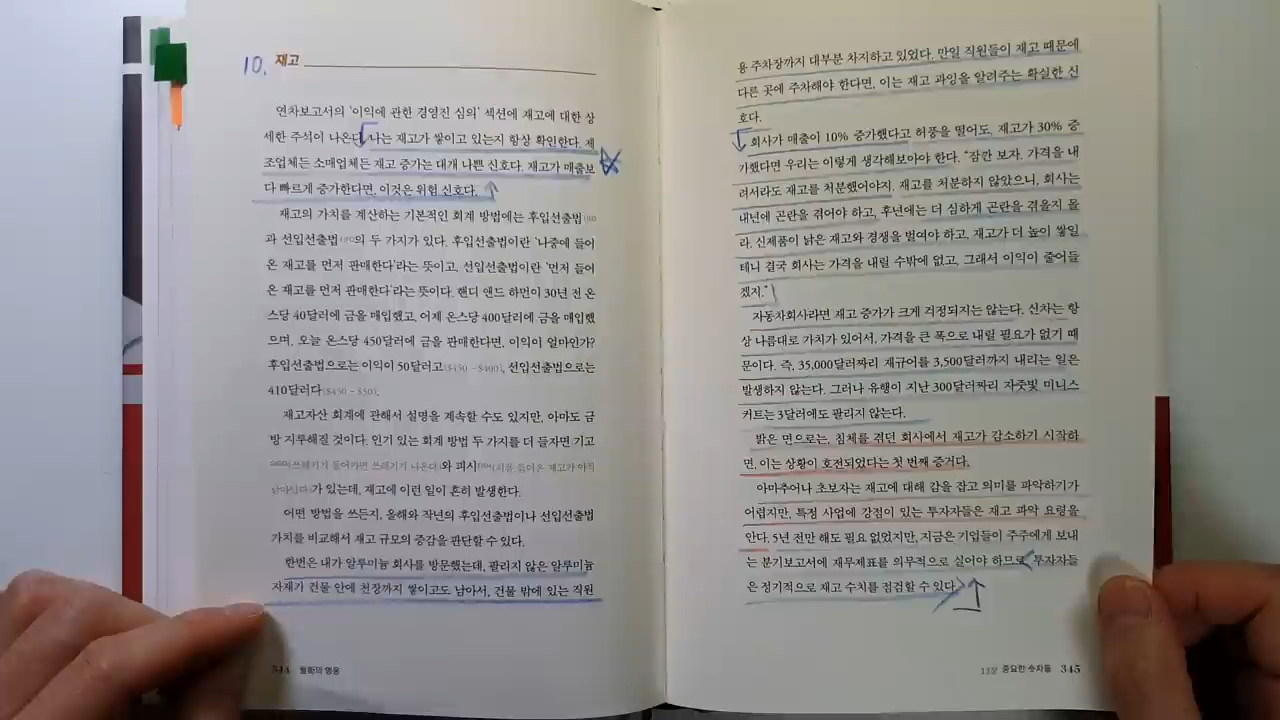 10. 재고
연차보고서의 '이익에 관한 경영진 심의' 섹션에 재고에 대한 상
세한 주석이 나온다. 나는 재고가 쌓이고 있는지 항상 확인한다. 제
조업체든 소매업체든 재고 증가는 대개 나쁜 신호다. 재고가 매출보
다 빠르게 증가한다면, 이것은 위험 신호다.
재고의 가치를 계산하는 기본적인 회계 방법에는 후입선출법
과 선입선출법의 두 가지가 있다. 후입선출법이란 '나중에 들어
온 재고를 먼저 판매한다'라는 뜻이고, 선입선출법이란 '먼저 들어
온 재고를 먼저 판매한다'라는 뜻이다. 핸디 앤드 하먼이 30년 전 온
스당 40달러에 금을 매입했고, 어제 온스당 400달러에 금을 매입했
으며, 오늘 온스당 450달러에 금을 판매한다면, 이익이 얼마인가?
후입선출법으로는 이익이 50달러고($450 - $400), 선입선출법으로는
410달러다
재고자산 회계에 관해서 설명을 계속할 수도 있지만, 아마도 금
방 지루해질 것이다. 인기 있는 회계 방법 두 가지를 더 들자면 기고
(쓰레기가 들어가면 쓰레기가 나온다)와 피시
가 있는데, 재고에 이런 일이 흔히 발생한다.
어떤 방법을 쓰든지, 올해와 작년의 후입선출법이나 선입선출법
가치를 비교해서 재고 규모의 증감을 판단할 수 있다.
한번은 내가 알루미늄 회사를 방문했는데, 팔리지 않은 알루미늄
자재가 건물 안에 천장까지 쌓이고도 남아서, 건물 밖에 있는 직원
344 월가의 영웅
용 주차장까지 대부분 차지하고 있었다. 만일 직원들이 재고 때문에
다른 곳에 주차해야 한다면, 이는 재고 과잉을 알려주는 확실한 신
호다.
회사가 매출이 10% 증가했다고 허풍을 떨어도, 재고가 30% 증
가했다면 우리는 이렇게 생각해보아야 한다. "잠깐 보자. 가격을 내
려서라도 재고를 처분했어야지. 재고를 처분하지 않았으니, 회사는
내년에 곤란을 겪어야 하고, 후년에는 더 심하게 곤란을 겪을지 몰
라. 신제품이 낡은 재고와 경쟁을 벌여야 하고, 재고가 더 높이 쌓일
테니 결국 회사는 가격을 내릴 수밖에 없고, 그래서 이익이 줄어들
겠지."
자동차회사라면 재고 증가가 크게 걱정되지는 않는다. 신차는 항
상 나름대로 가치가 있어서, 가격을 큰 폭으로 내릴 필요가 없기 때
문이다. 즉, 35,000달러짜리 재규어를 3,500달러까지 내리는 일은
발생하지 않는다. 그러나 유행이 지난 300달러짜리 자줏빛 미니스
커트는 3달러에도 팔리지 않는다.
밝은 면으로는, 침체를 겪던 회사에서 재고가 감소하기 시작하
면, 이는 상황이 호전되었다는 첫 번째 증거다.
아마추어나 초보자는 재고에 대해 감을 잡고 의미를 파악하기가
어렵지만, 특정 사업에 강점이 있는 투자자들은 재고 파악 요령을
안다. 5년 전만 해도 필요 없었지만, 지금은 기업들이 주주에게 보내
는 분기보고서에 재무제표를 의무적으로 실어야 하므로, 투자자들
은 정기적으로 재고 수치를 점검할 수 있다.
13장 중요한 숫자들 345